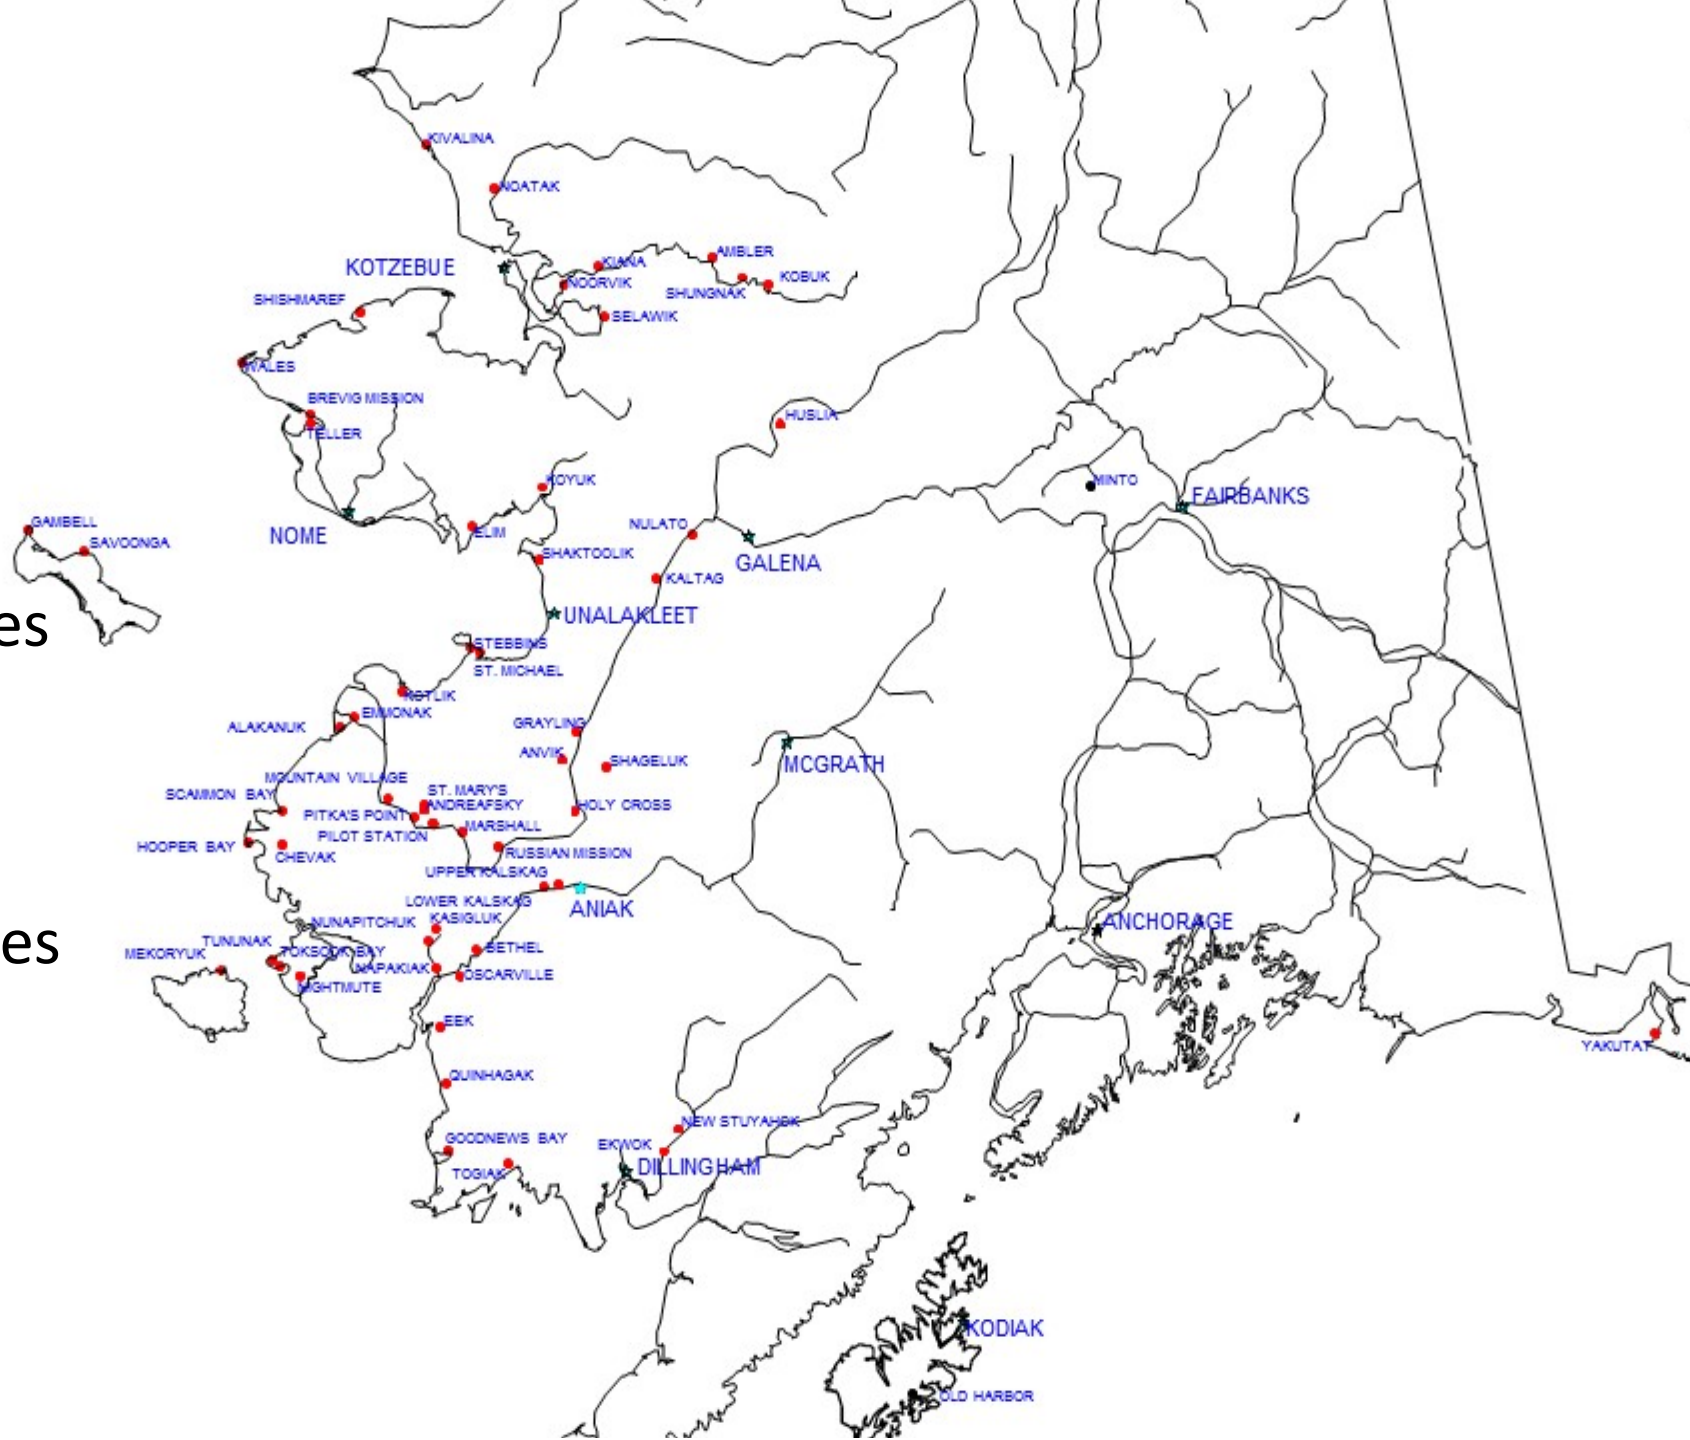 KIVALINA
NOATAK
AMBLER
KIANA
KOTZEBUE
KOBUK
NOORVIK
SHUNGNAK
SHISHMAREF
SELAWIK
WALES
BREVIG MISSION
HUSLIA
TELLER
KOYUK
MINTO
FAIRBANKS
GAMBELL
NULATO
ELIM
NOME
SAVOONGA
SHAKTOOLIK
GALENA
KALTAG
UNALAKLEET
es
STEBBINS
ST. MICHAEL
KOTLIK
EMMONAK
GRAYLING
ALAKANUK
ANVIK
SHAGELUK
MCGRATH
MOUNTAIN VILLAGE
ST. MARY'S
SCAMMON BAY
ANDREAFSKY
HOLY CROSS
PITKA'S POINT
MARSHALL
PILOT STATION
HOOPER BAY
RUSSIAN MISSION
CHEVAK
UPPER KALSKAG
LOWER KALSKAG
ANIAK
KASIGLUK
NUNAPITCHUK
ANCHORAGE
TUNUNAK
es
BETHEL
MEKORYUK
TOKSOOK BAY
NAPAKIAK
OSCARVILLE
NIGHTMUTE
EEK
YAKUTAT
QUINHAGAK
NEW STUYAHOK
GOODNEWS BAY
EKWOK
DILLINGHAM
TOGIAK
KODIAK
OLD HARBOR